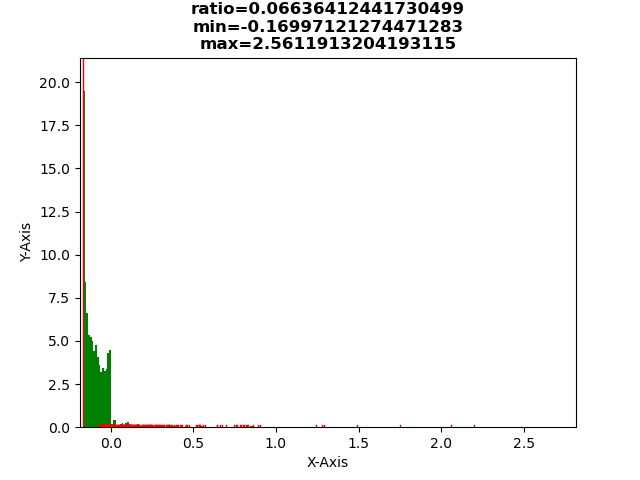 ratio=0.06636412441730499
min=-0.16997121274471283
max=2.5611913204193115
20.0
17.5
15.0
12.5
10.0
7.5
5.0
2.5
0.0
Y-Axis
0.0 0.5 1.0 1.5 2.0 2.5
X-Axis